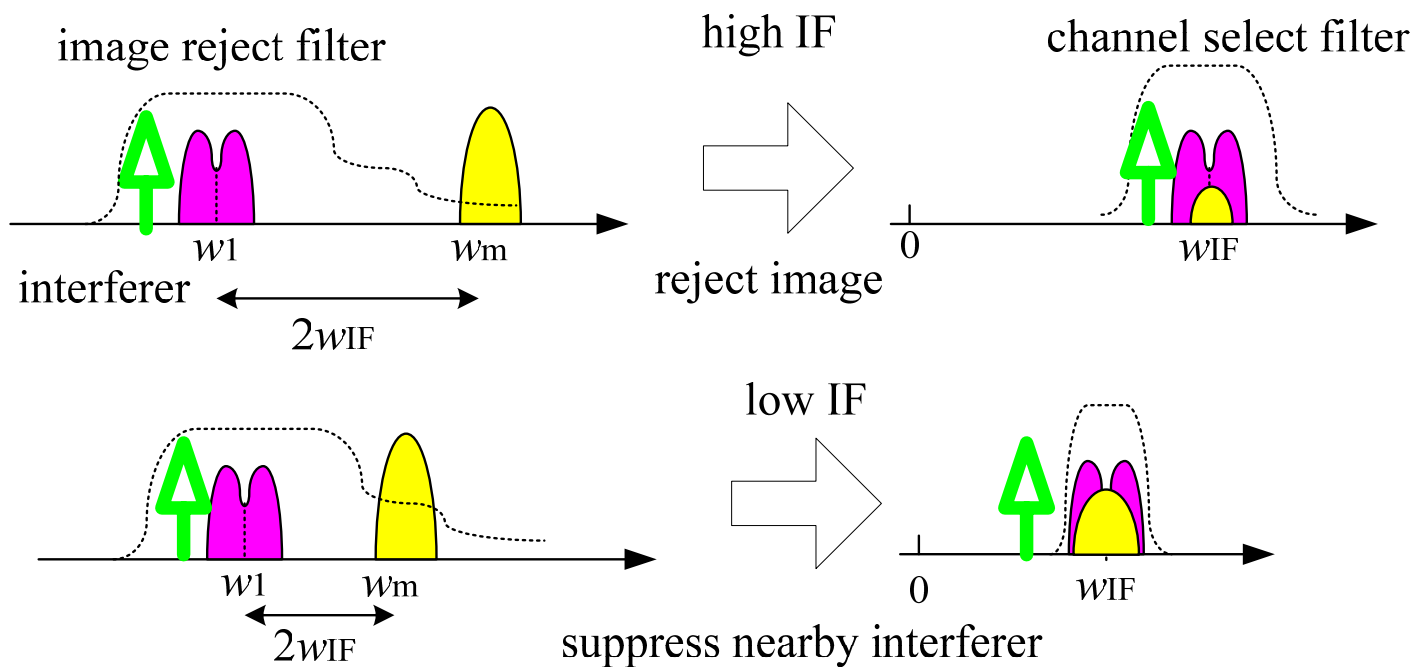 image reject filter
high IF
channel select filter
w1
wm
0
wIF
interferer
reject image
2wIF
low IF
w1
wm
0
wIF
2wIF
suppress nearby interferer